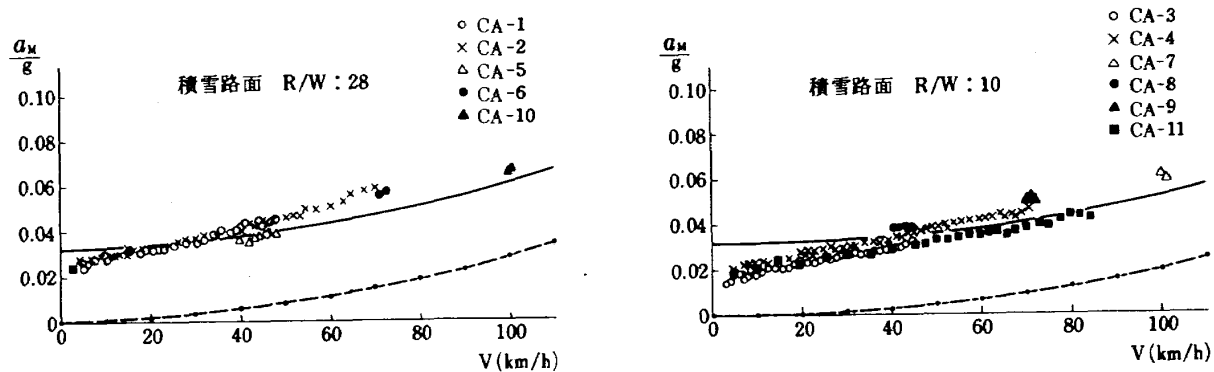 ○ CA-1
× CA-2
△ CA-5
● CA-6
▲ CA-10
a_M/g
積雪路面 R/W：28
0.10
0.08
0.06
0.04
0.02
0
0 20 40 60 80 100
V(km/h)
○ CA-3
× CA-4
△ CA-7
● CA-8
▲ CA-9
■ CA-11
a_M/g
積雪路面 R/W：10
0.10
0.08
0.06
0.04
0.02
0
0 20 40 60 80 100
V(km/h)